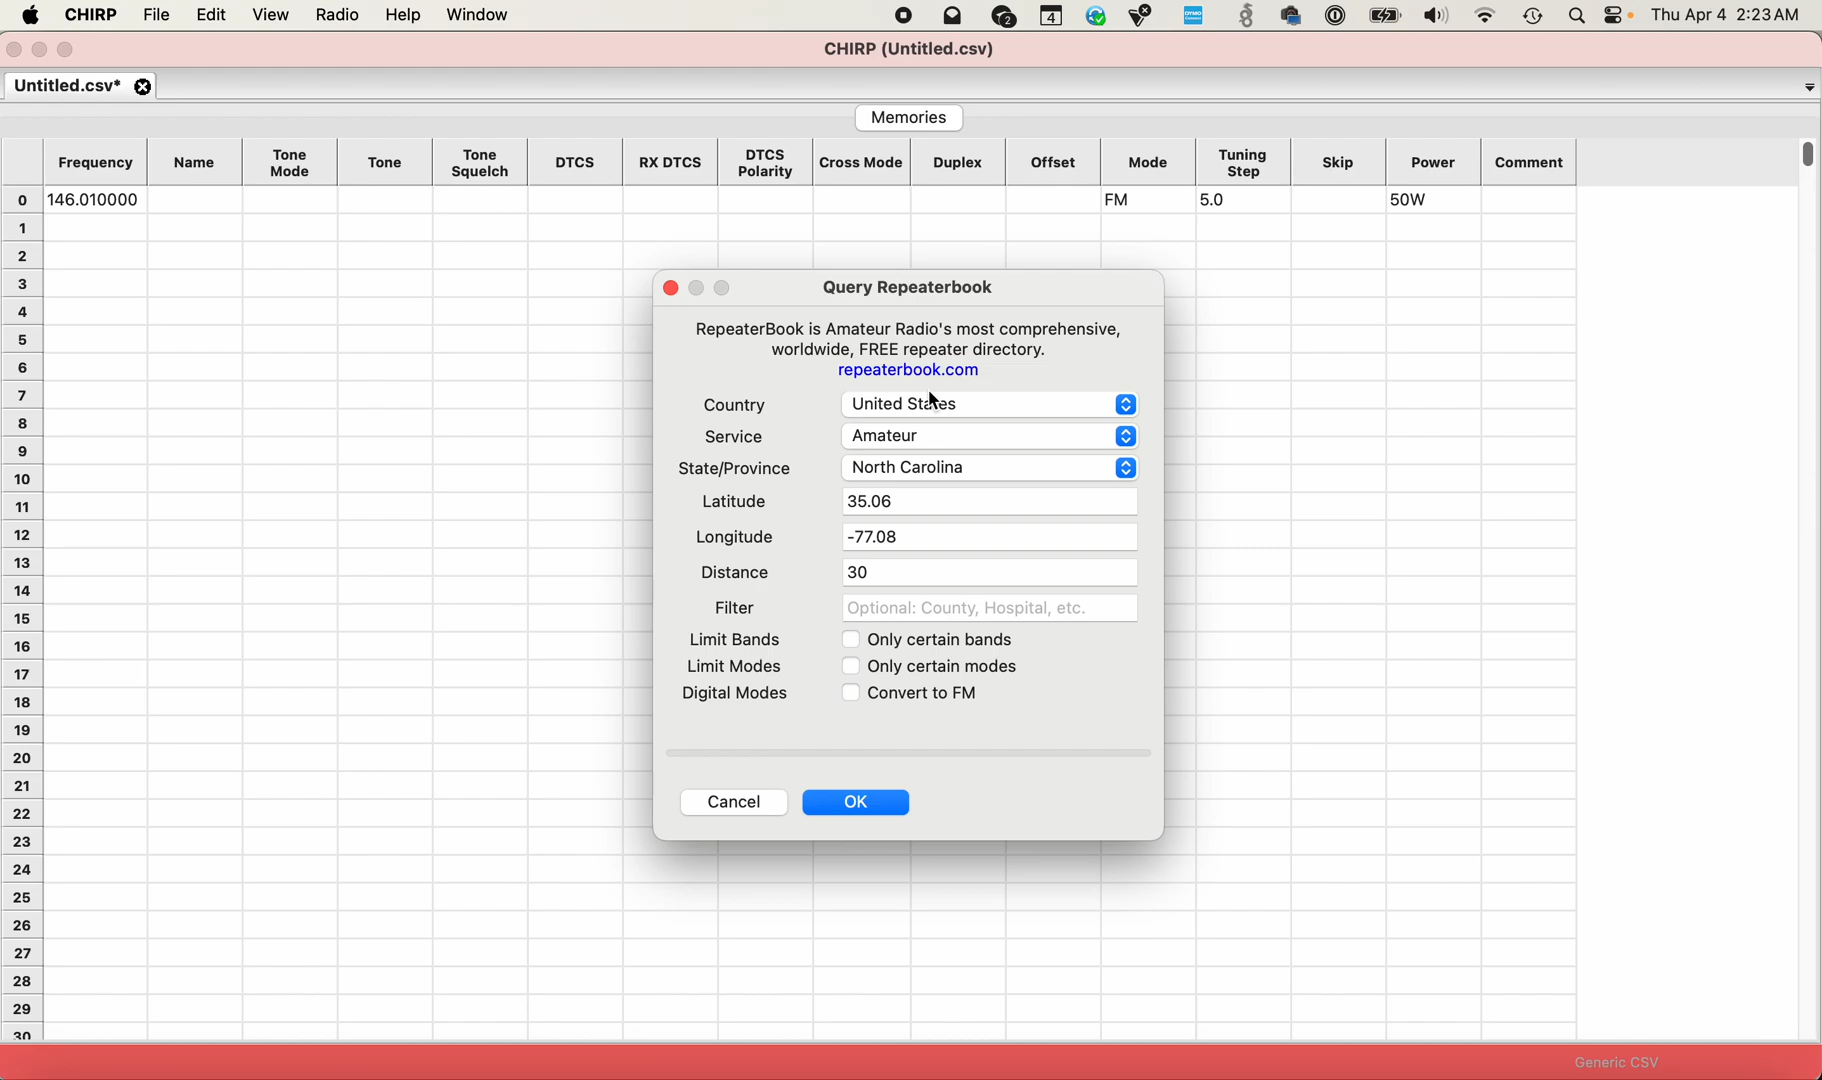 CHIRP File Edit View Radio Help Window 2 4 Thu Apr 4 2:23 AM
CHIRP (Untitled.csv)
Untitled.csv*
Memories
Frequency Name Tone Mode Tone Tone Squelch DTCS RX DTCS DTCS Polarity Cross Mode Duplex Offset Mode Tuning Step Skip Power Comment
0 146.010000 FM 5.0 50W
1
2
3
4
5
6
7
8
9
10
11
12
13
14
15
16
17
18
19
20
21
22
23
24
25
26
27
28
29
30
Query Repeaterbook
RepeaterBook is Amateur Radio's most comprehensive,
worldwide, FREE repeater directory.
repeaterbook.com
Country United States
Service Amateur
State/Province North Carolina
Latitude 35.06
Longitude -77.08
Distance 30
Filter Optional: County, Hospital, etc.
Limit Bands Only certain bands
Limit Modes Only certain modes
Digital Modes Convert to FM
Cancel OK
Generic CSV